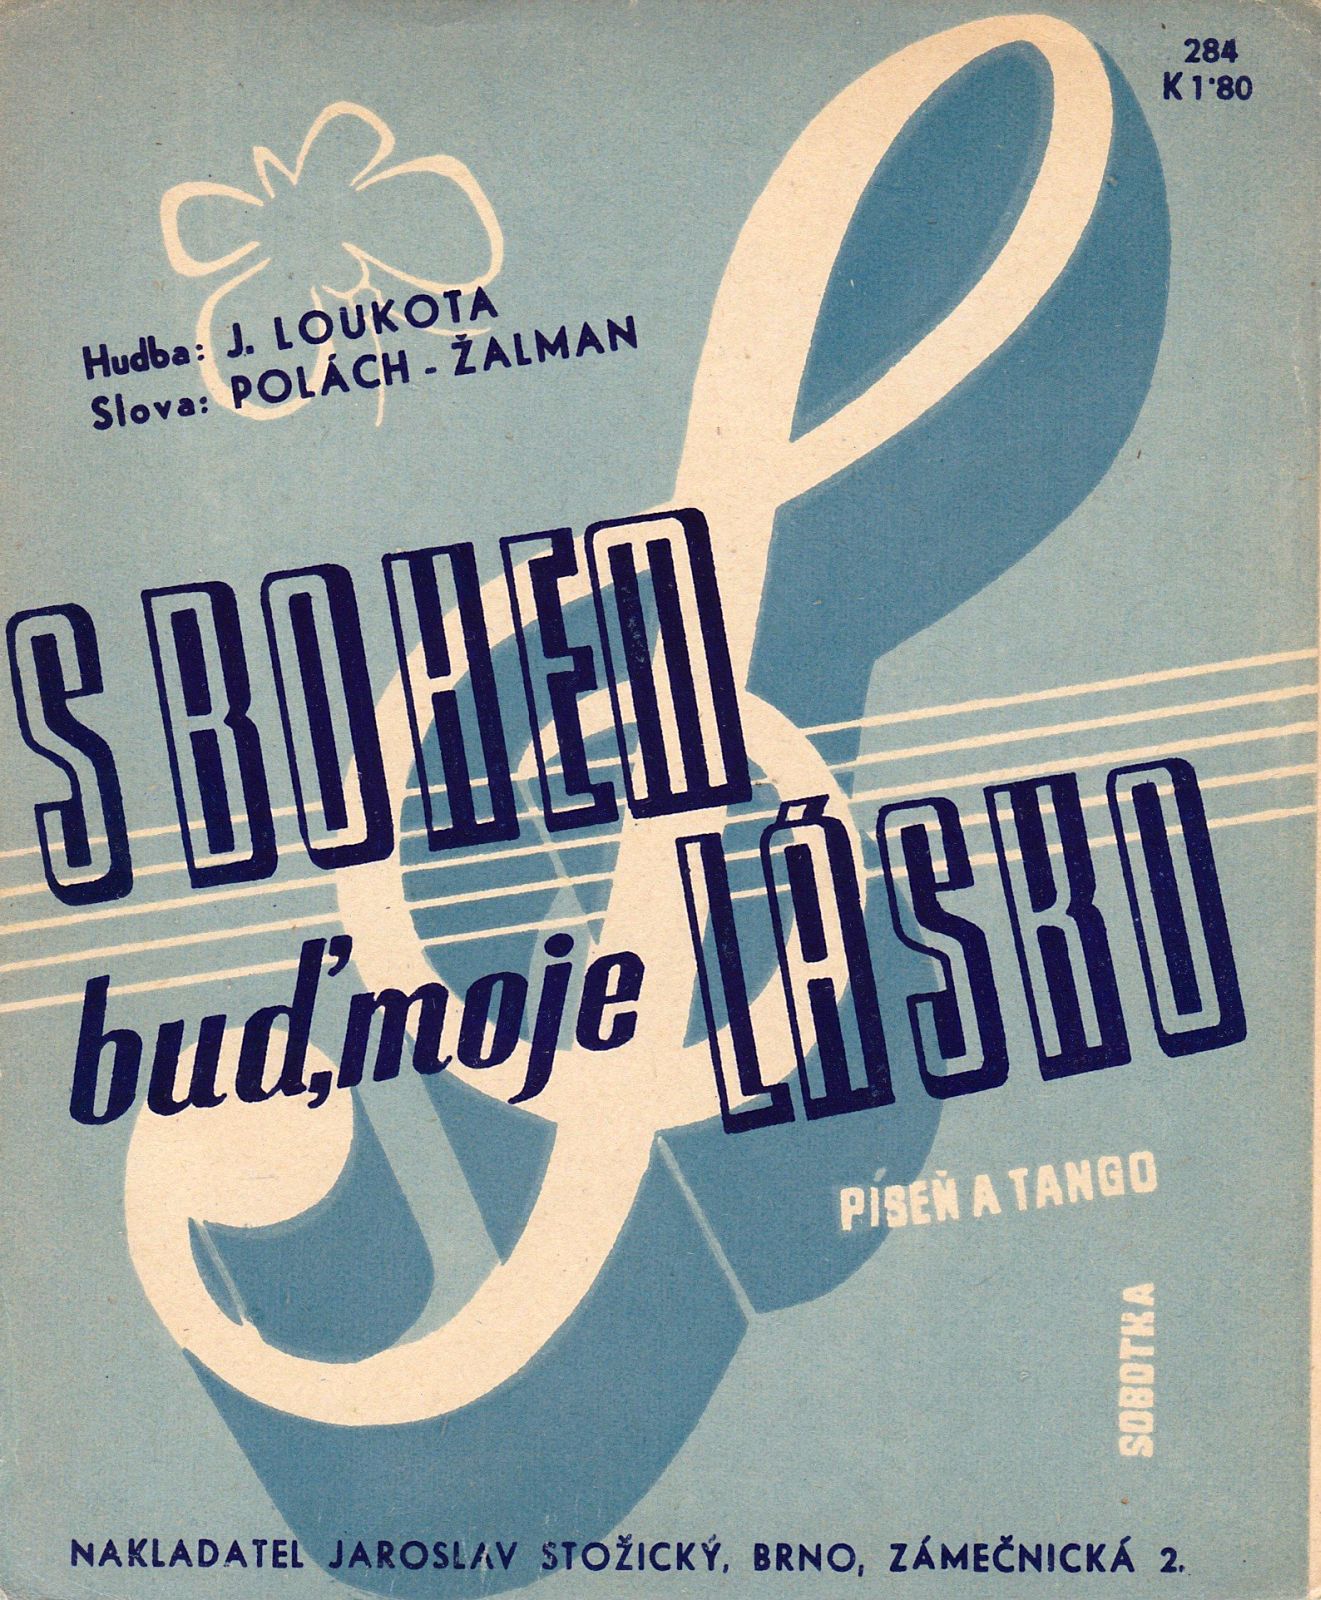 284
K 1·80
Hudba: J. LOUKOTA
Slova: POLÁCH - ŽALMAN
S BOHEM
buď, moje LÁSKO
PÍSEŇ A TANGO
SOBOTKA
NAKLADATEL JAROSLAV STOŽICKÝ, BRNO, ZÁMEČNICKÁ 2.